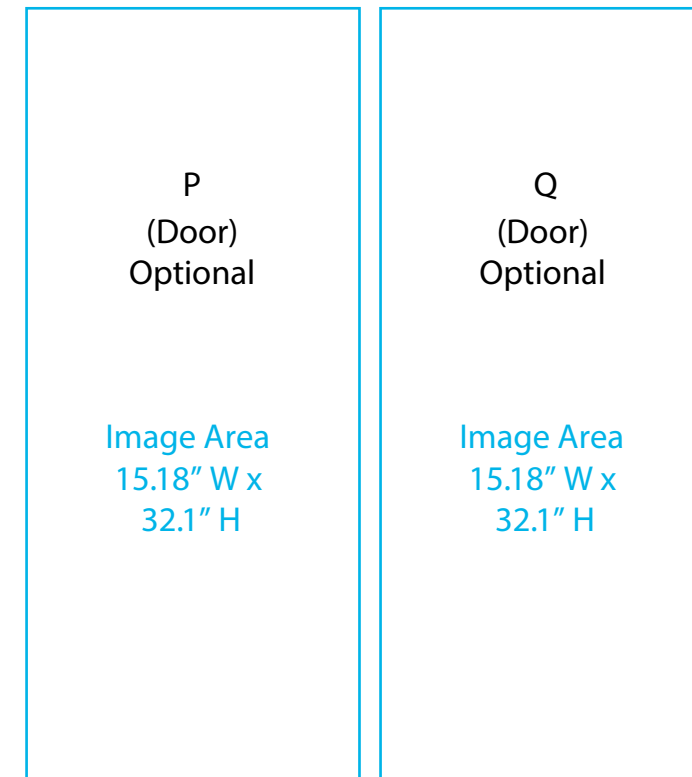 P
(Door)
Optional
Image Area
15.18” W x
32.1” H
Q
(Door)
Optional
Image Area
15.18” W x
32.1” H